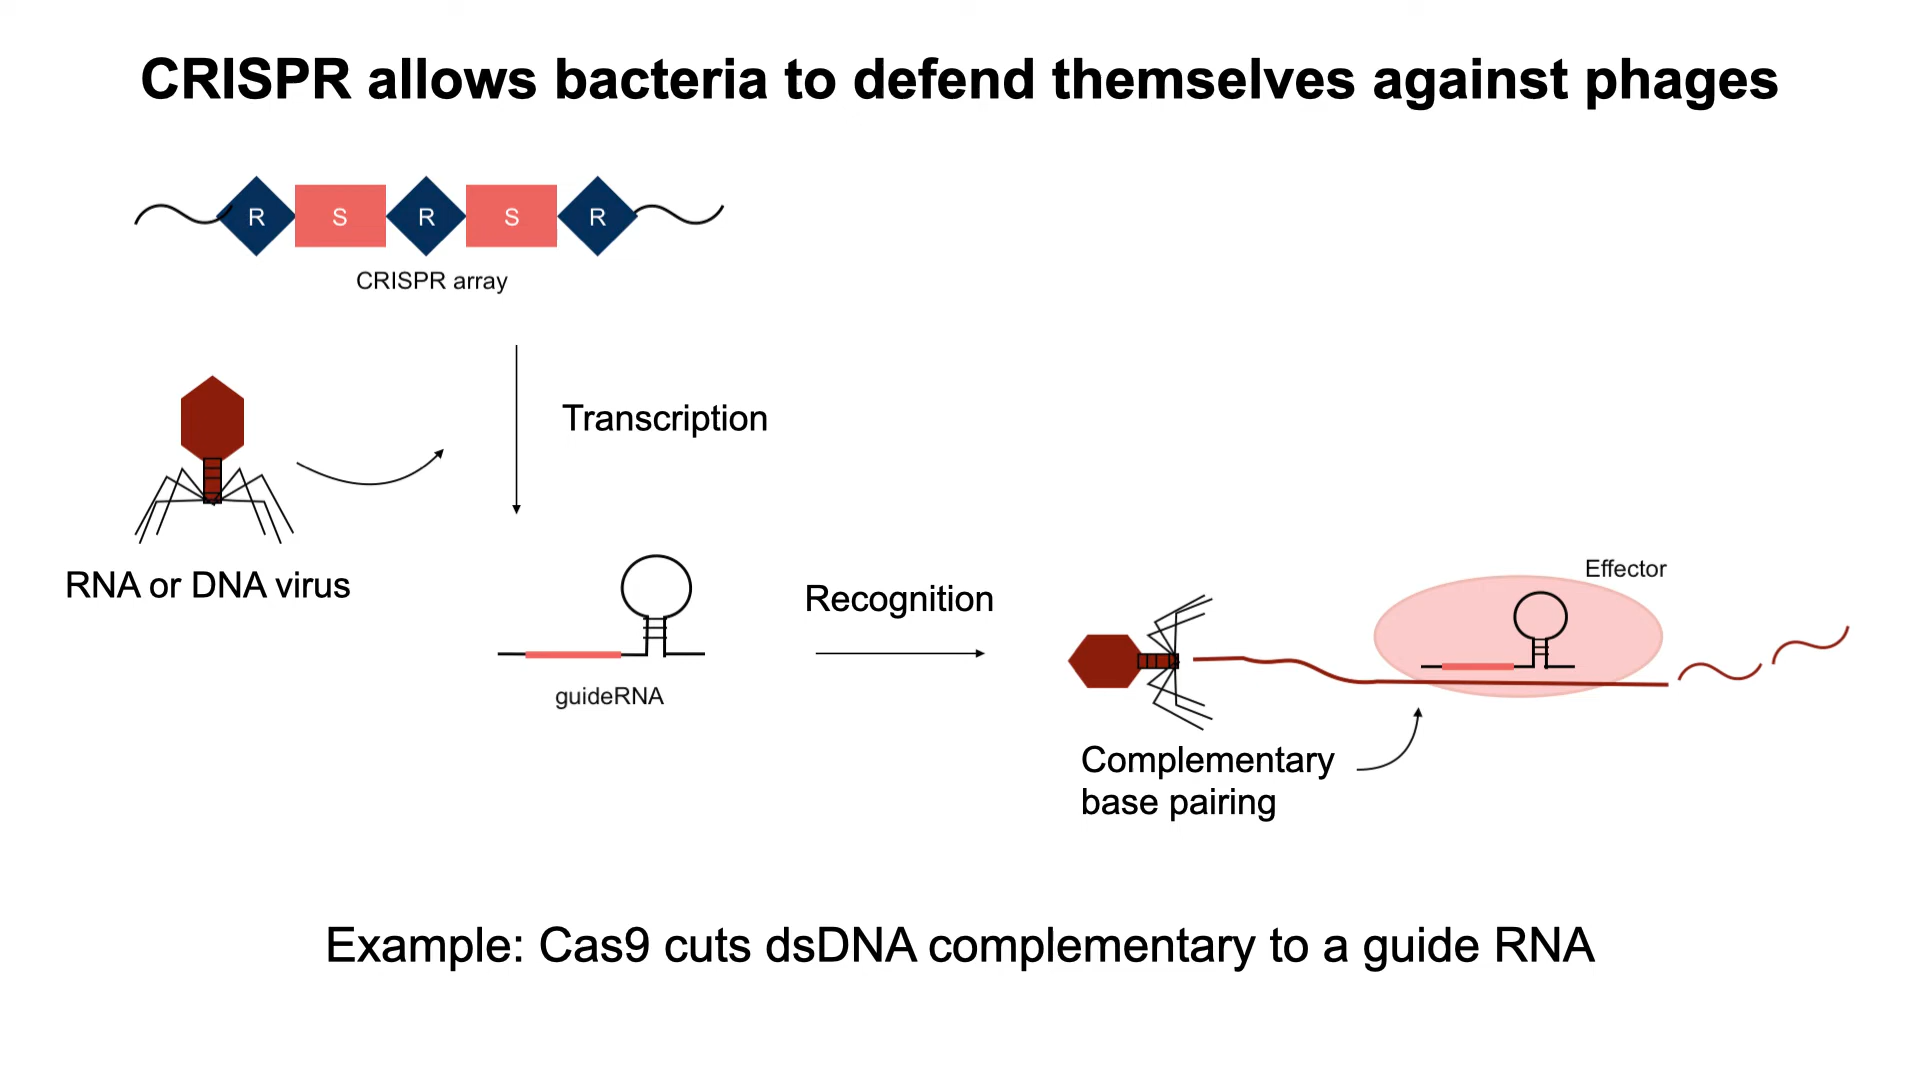 CRISPR allows bacteria to defend themselves against phages
R S R S R
CRISPR array
Transcription
RNA or DNA virus
guideRNA
Recognition
Effector
Complementary
base pairing
Example: Cas9 cuts dsDNA complementary to a guide RNA